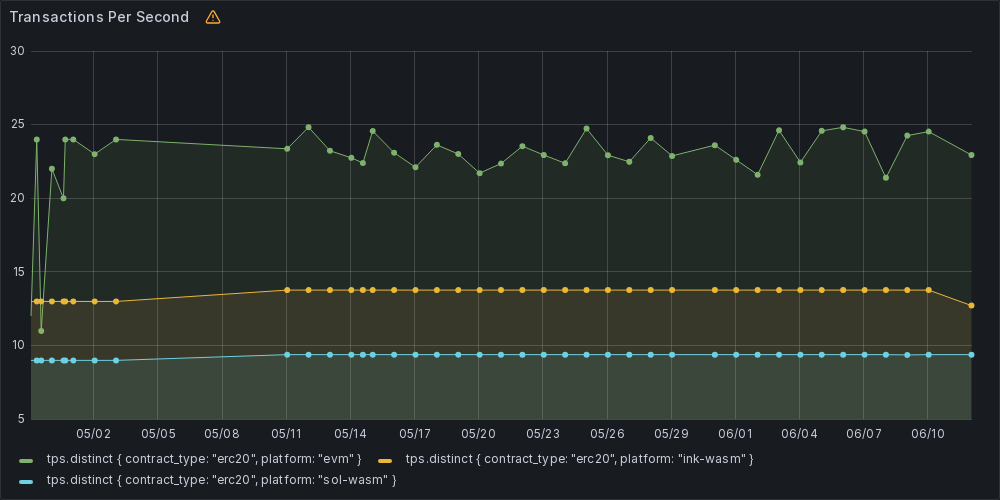 Transactions Per Second
30
25
20
15
10
5
05/02 05/05 05/08 05/11 05/14 05/17 05/20 05/23 05/26 05/29 06/01 06/04 06/07 06/10
tps.distinct { contract_type: "erc20", platform: "evm" } tps.distinct { contract_type: "erc20", platform: "ink-wasm" }
tps.distinct { contract_type: "erc20", platform: "sol-wasm" }